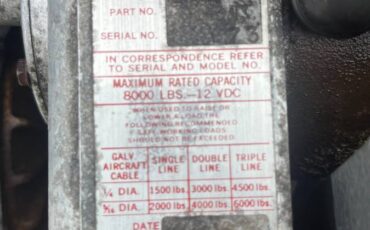 PART NO.
SERIAL NO.
IN CORRESPONDENCE REFER
TO SERIAL AND MODEL NO.
MAXIMUM RATED CAPACITY
8000 LBS.-12 VDC
WHEN USED TO RAISE OR
LOWER A LOAD THE
FOLLOWING RECOMMENDED
SAFE WORKING LOADS
SHOULD NOT BE EXCEEDED
GALV. AIRCRAFT CABLE SINGLE LINE DOUBLE LINE TRIPLE LINE
1/4 DIA. 1500 lbs. 3000 lbs. 4500 lbs.
5/16 DIA. 2000 lbs. 4000 lbs. 6000 lbs.
DATE